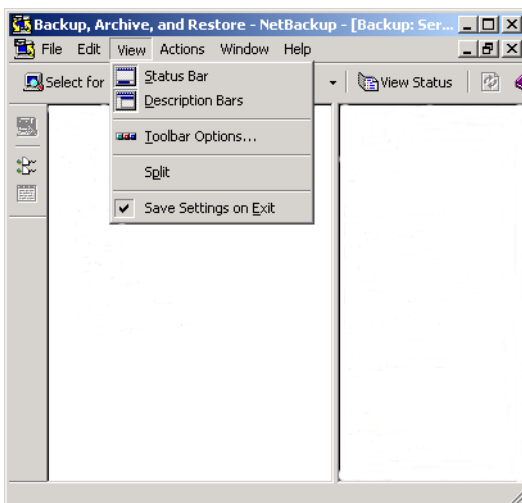 Backup, Archive, and Restore - NetBackup - [Backup: Ser...
File Edit View Actions Window Help
Select for
View Status
Status Bar
Description Bars
Toolbar Options...
Split
Save Settings on Exit